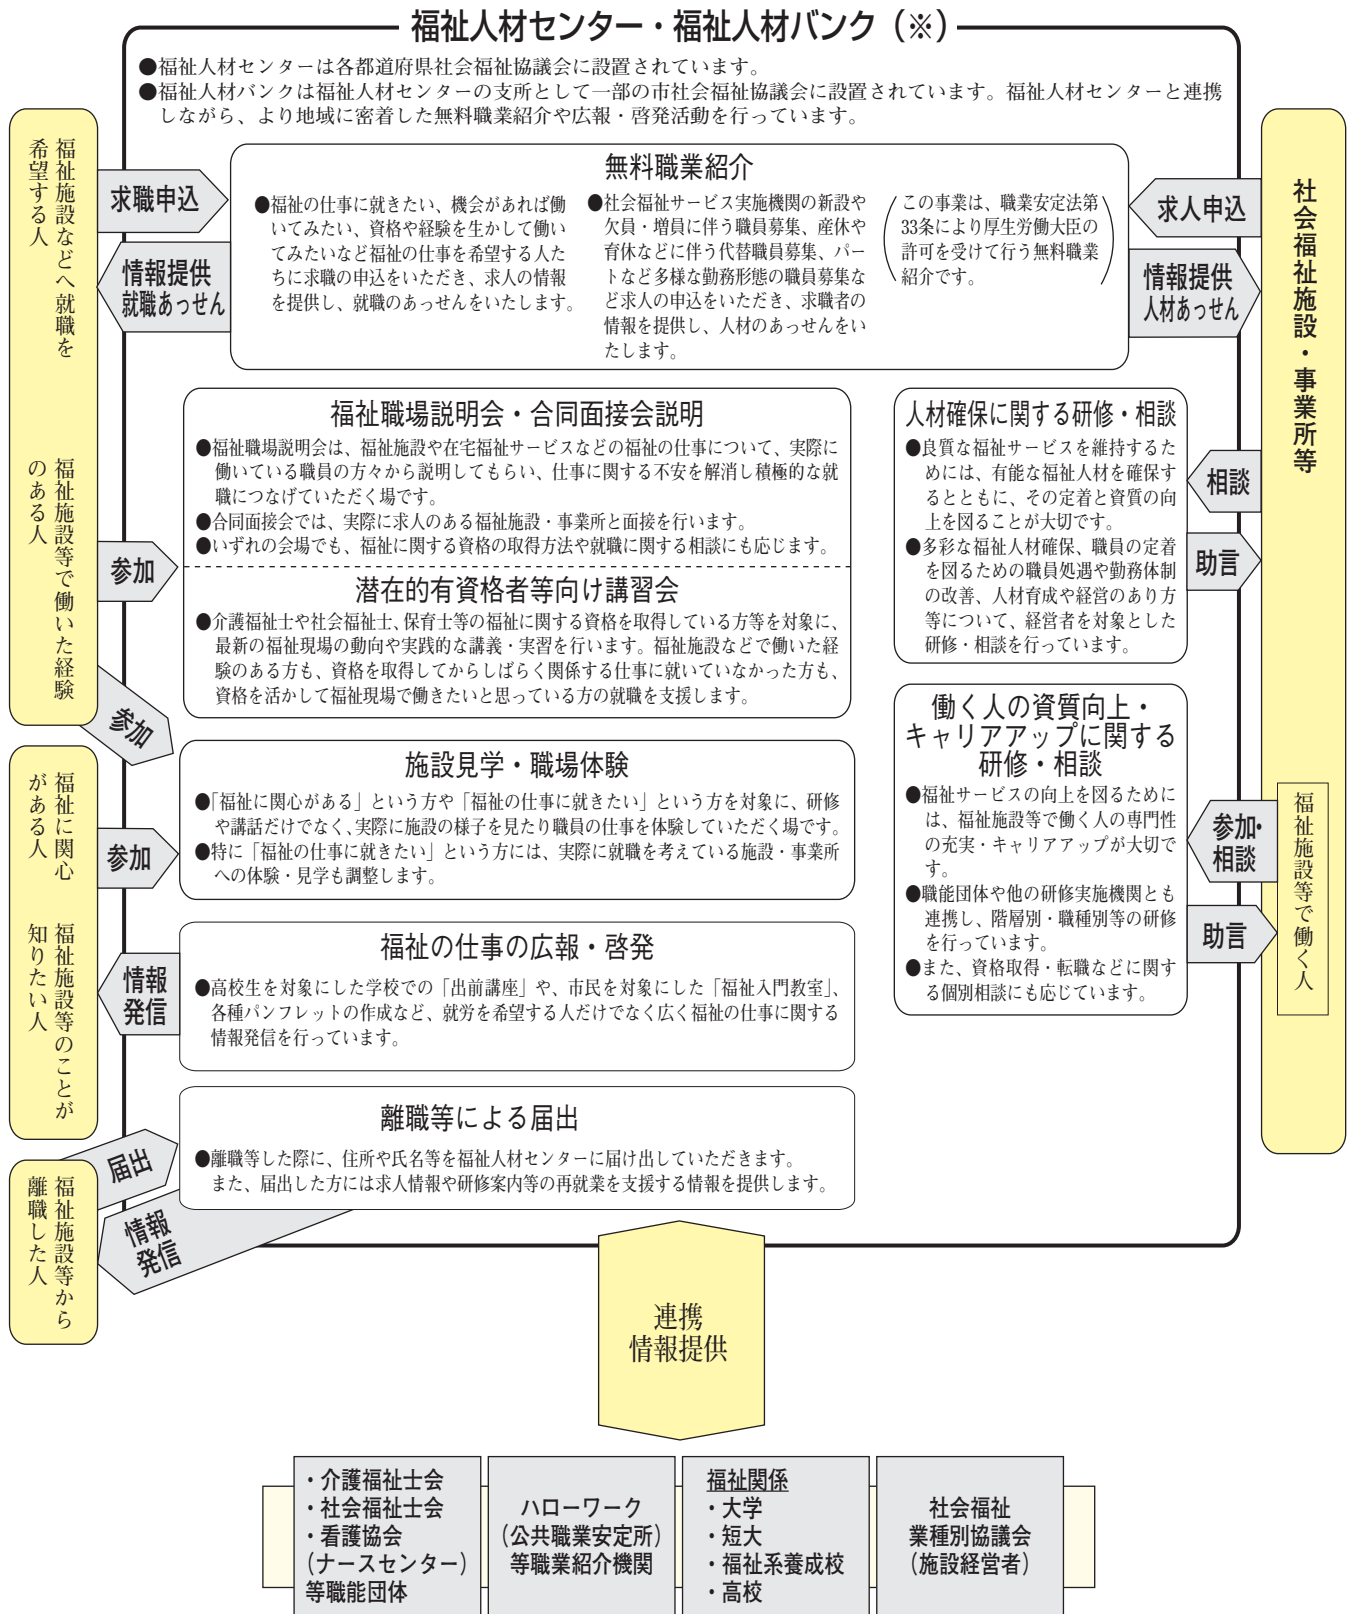 福祉人材センター・福祉人材バンク（※）
●福祉人材センターは各都道府県社会福祉協議会に設置されています。
●福祉人材バンクは福祉人材センターの支所として一部の市社会福祉協議会に設置されています。福祉人材センターと連携
しながら、より地域に密着した無料職業紹介や広報・啓発活動を行っています。
福祉施設などへ就職を
希望する人
福祉施設等で働いた経験
のある人
求職申込
情報提供
就職あっせん
無料職業紹介
●福祉の仕事に就きたい、機会があれば働
いてみたい、資格や経験を生かして働い
てみたいなど福祉の仕事を希望する人た
ちに求職の申込をいただき、求人の情報
を提供し、就職のあっせんをいたします。
●社会福祉サービス実施機関の新設や
欠員・増員に伴う職員募集、産休や
育休などに伴う代替職員募集、パー
トなど多様な勤務形態の職員募集な
ど求人の申込をいただき、求職者の
情報を提供し、人材のあっせんをい
たします。
（この事業は、職業安定法第
33条により厚生労働大臣の
許可を受けて行う無料職業
紹介です。）
求人申込
情報提供
人材あっせん
社会福祉施設・事業所等
参加
福祉職場説明会・合同面接会説明
●福祉職場説明会は、福祉施設や在宅福祉サービスなどの福祉の仕事について、実際に
働いている職員の方々から説明してもらい、仕事に関する不安を解消し積極的な就
職につなげていただく場です。
●合同面接会では、実際に求人のある福祉施設・事業所と面接を行います。
●いずれの会場でも、福祉に関する資格の取得方法や就職に関する相談にも応じます。
潜在的有資格者等向け講習会
●介護福祉士や社会福祉士、保育士等の福祉に関する資格を取得している方等を対象に、
最新の福祉現場の動向や実践的な講義・実習を行います。福祉施設などで働いた経
験のある方も、資格を取得してからしばらく関係する仕事に就いていなかった方も、
資格を活かして福祉現場で働きたいと思っている方の就職を支援します。
人材確保に関する研修・相談
●良質な福祉サービスを維持するた
めには、有能な福祉人材を確保す
るとともに、その定着と資質の向
上を図ることが大切です。
●多彩な福祉人材確保、職員の定着
を図るための職員処遇や勤務体制
の改善、人材育成や経営のあり方
等について、経営者を対象とした
研修・相談を行っています。
相談
助言
参加
福祉に関心
がある人
福祉施設等のことが
知りたい人
参加
施設見学・職場体験
●「福祉に関心がある」という方や「福祉の仕事に就きたい」という方を対象に、研修
や講話だけでなく、実際に施設の様子を見たり職員の仕事を体験していただく場です。
●特に「福祉の仕事に就きたい」という方には、実際に就職を考えている施設・事業所
への体験・見学も調整します。
働く人の資質向上・
キャリアアップに関する
研修・相談
●福祉サービスの向上を図るために
は、福祉施設等で働く人の専門性
の充実・キャリアアップが大切で
す。
●職能団体や他の研修実施機関とも
連携し、階層別・職種別等の研修
を行っています。
●また、資格取得・転職などに関す
る個別相談にも応じています。
参加・
相談
助言
福祉施設等で働く人
情報
発信
福祉の仕事の広報・啓発
●高校生を対象にした学校での「出前講座」や、市民を対象にした「福祉入門教室」、
各種パンフレットの作成など、就労を希望する人だけでなく広く福祉の仕事に関する
情報発信を行っています。
福祉施設等から
離職した人
届出
情報
発信
離職等による届出
●離職等した際に、住所や氏名等を福祉人材センターに届け出していただきます。
また、届出した方には求人情報や研修案内等の再就業を支援する情報を提供します。
連携
情報提供
・介護福祉士会
・社会福祉士会
・看護協会
（ナースセンター）
等職能団体
ハローワーク
（公共職業安定所）
等職業紹介機関
福祉関係
・大学
・短大
・福祉系養成校
・高校
社会福祉
業種別協議会
（施設経営者）